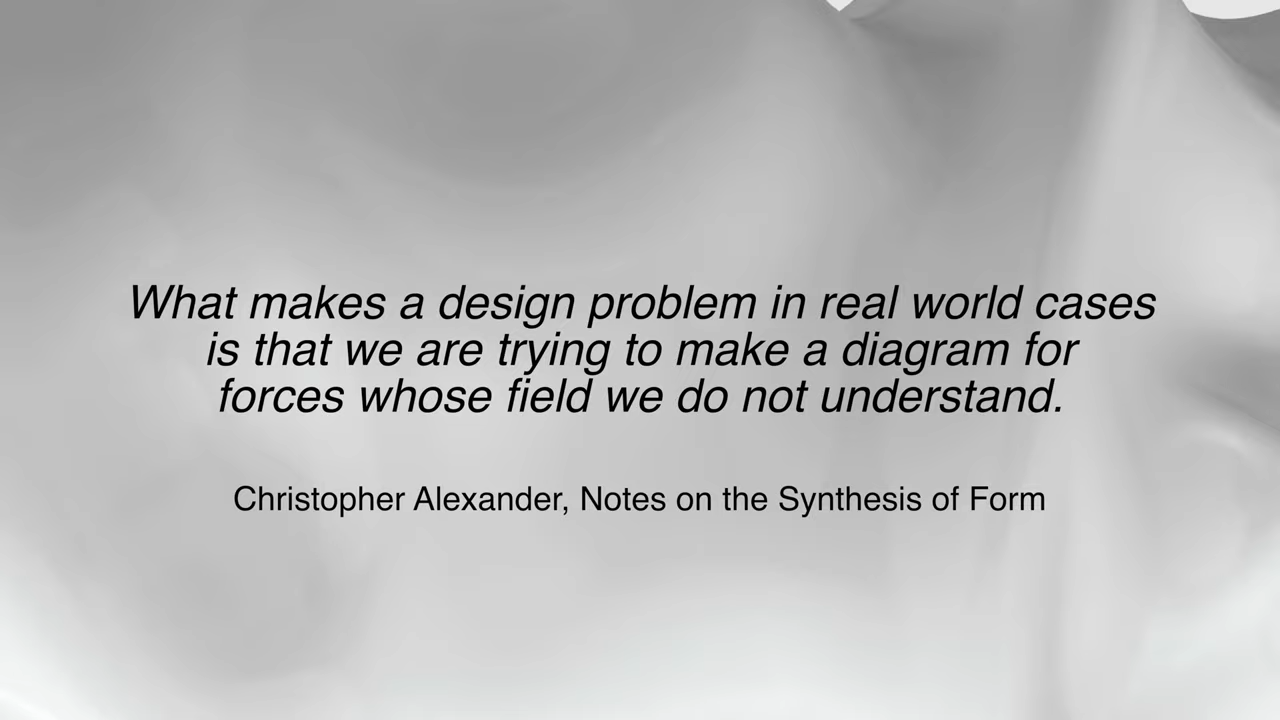 What makes a design problem in real world cases
is that we are trying to make a diagram for
forces whose field we do not understand.
Christopher Alexander, Notes on the Synthesis of Form